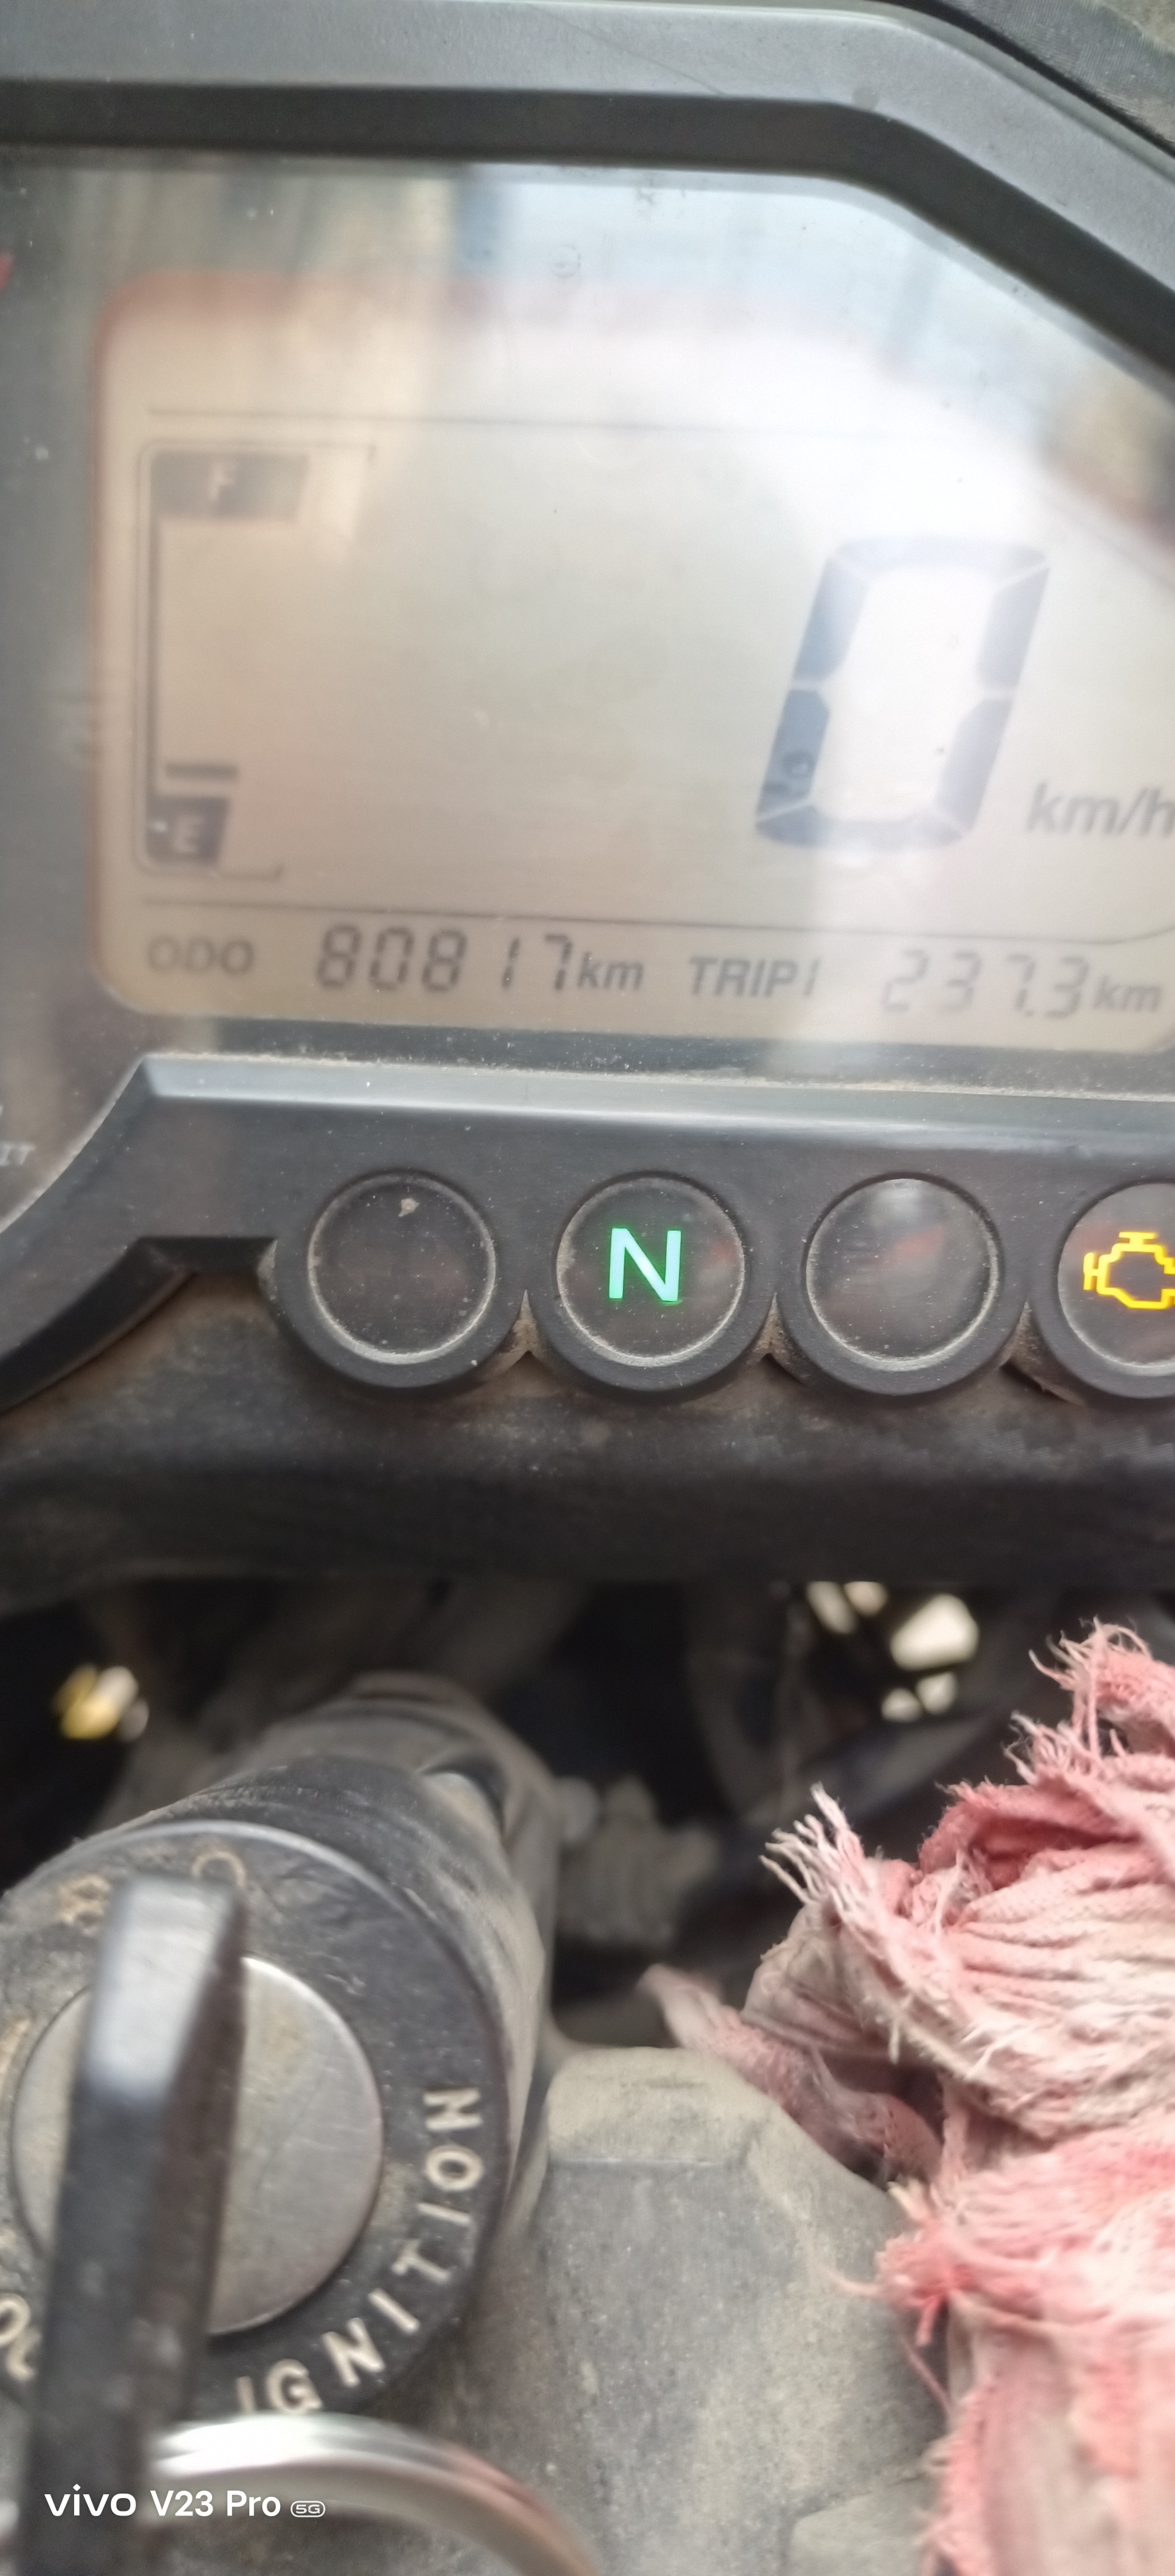 F
0
km/h
E
ODO 80817km TRIP1 237.3km
N
IGNITION
vivo V23 Pro 5G